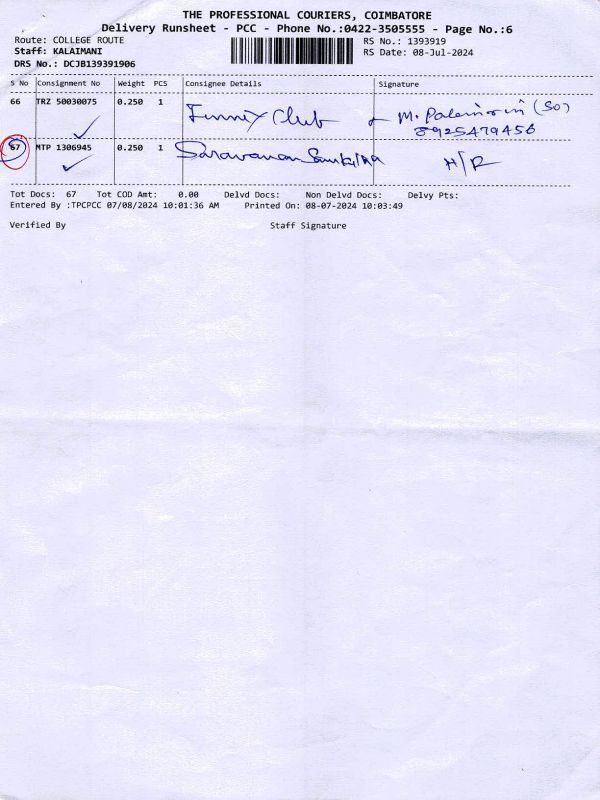 THE PROFESSIONAL COURIERS, COIMBATORE
Delivery Runsheet - PCC - Phone No.:0422-3505555 - Page No.:6
Route: COLLEGE ROUTE RS No.: 1393919
Staff: KALAIMANI RS Date: 08-Jul-2024
DRS No.: DCJB139391906
S No Consignment No Weight PCS Consignee Details Signature
66 TRZ 50030075 0.250 1 Club M. (SO)
8925479456
67 MTP 1306945 0.250 1 Saravanan H/R
Tot Docs: 67 Tot COD Amt: 0.00 Delvd Docs: Non Delvd Docs: Delvy Pts:
Entered By :TPCPCC 07/08/2024 10:01:36 AM Printed On: 08-07-2024 10:03:49
Verified By Staff Signature